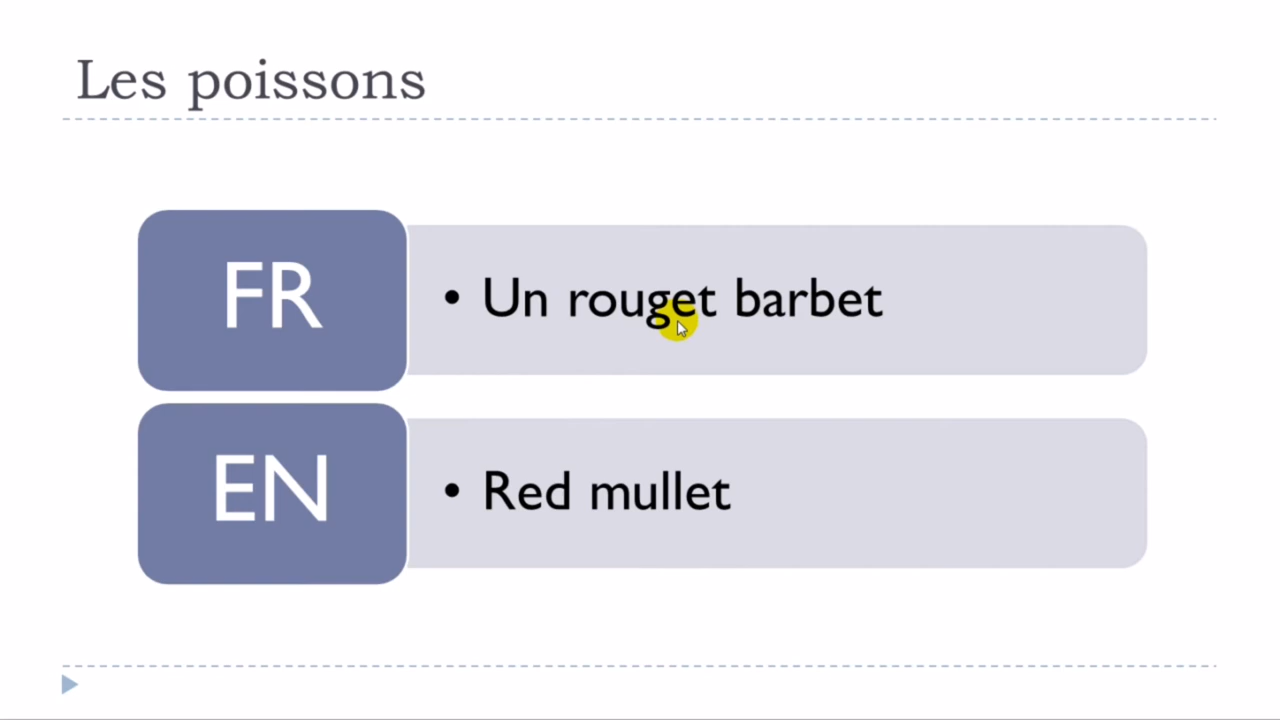 Les poissons
FR
• Un rouget barbet
EN
• Red mullet